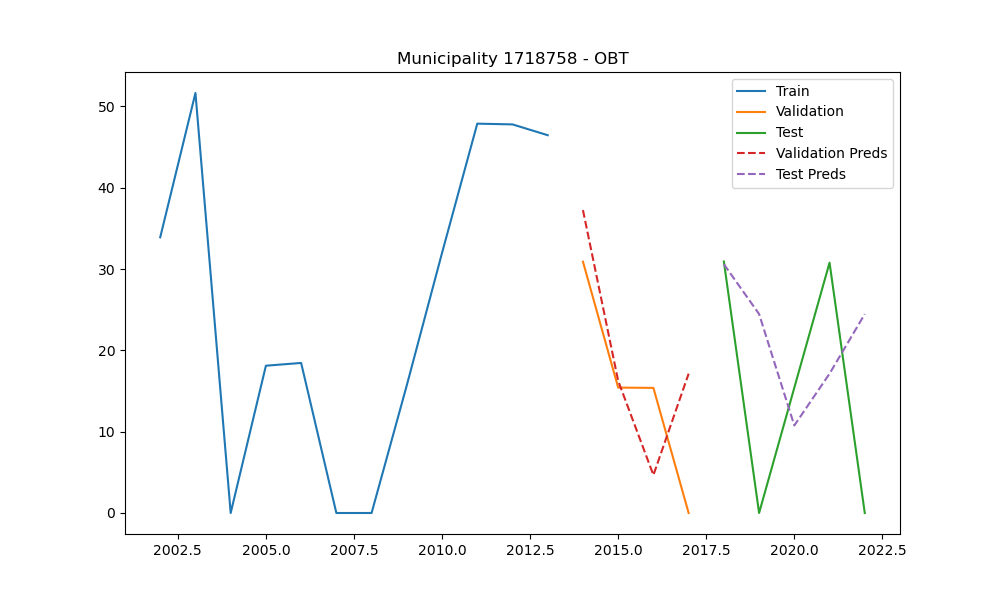 Municipality 1718758 - OBT
Train
Validation
Test
Validation Preds
Test Preds
50
40
30
20
10
0
2002.5 2005.0 2007.5 2010.0 2012.5 2015.0 2017.5 2020.0 2022.5